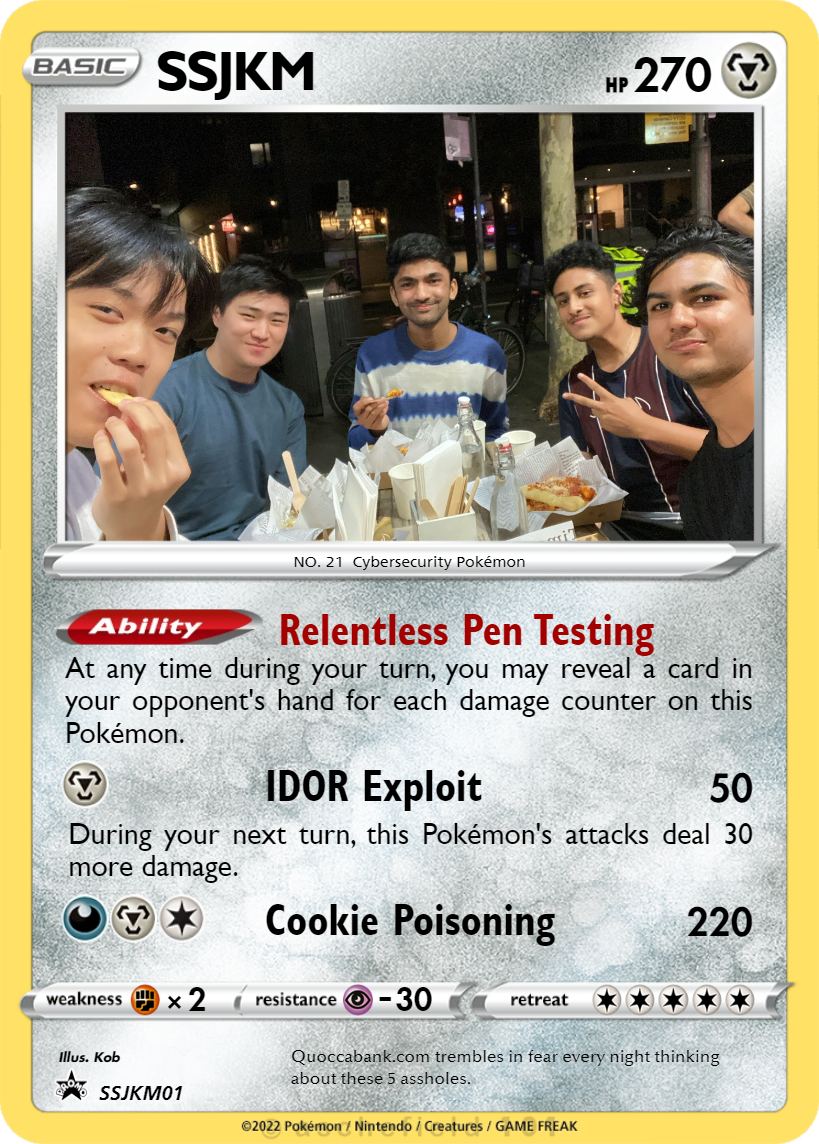 BASIC SSJKM HP 270
NO. 21 Cybersecurity Pokémon
Ability Relentless Pen Testing
At any time during your turn, you may reveal a card in
your opponent's hand for each damage counter on this
Pokémon.
IDOR Exploit 50
During your next turn, this Pokémon's attacks deal 30
more damage.
Cookie Poisoning 220
weakness × 2 resistance -30 retreat
Illus. Kob
SSJKM01
Quoccabank.com trembles in fear every night thinking
about these 5 assholes.
©2022 Pokémon / Nintendo / Creatures / GAME FREAK